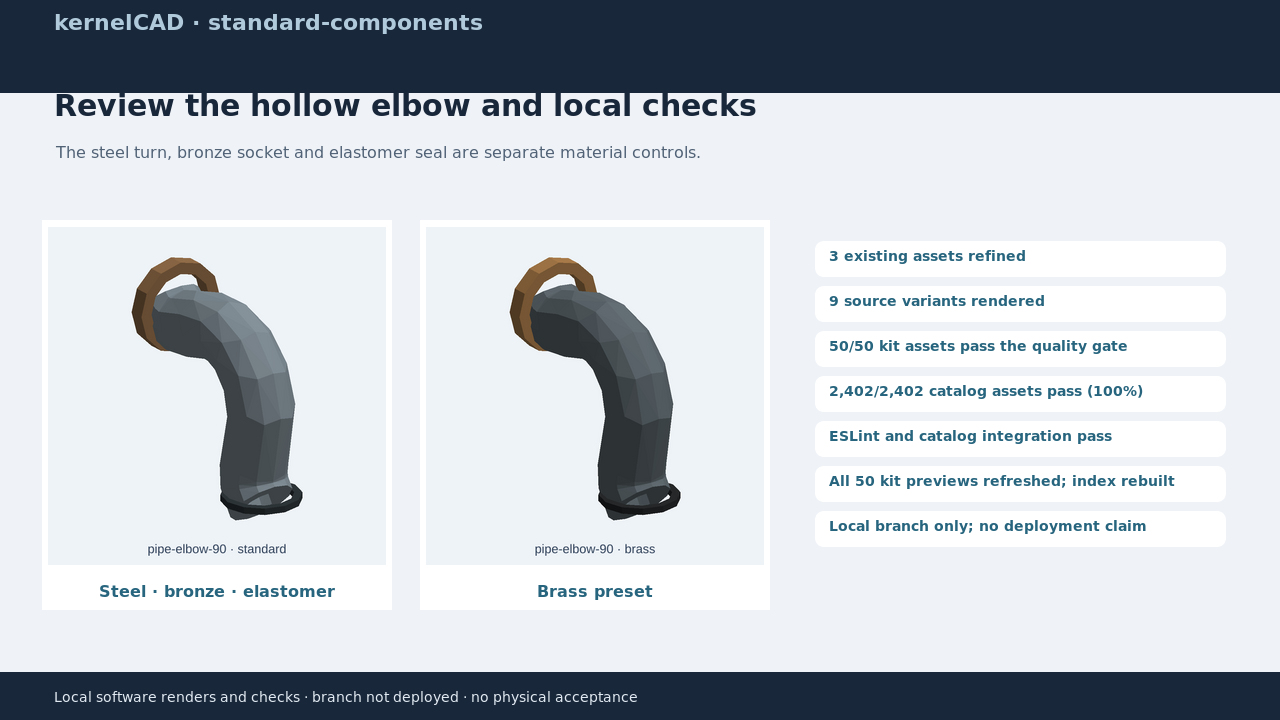 kernelCAD · standard-components
Review the hollow elbow and local checks
The steel turn, bronze socket and elastomer seal are separate material controls.
pipe-elbow-90 · standard
Steel · bronze · elastomer
pipe-elbow-90 · brass
Brass preset
3 existing assets refined
9 source variants rendered
50/50 kit assets pass the quality gate
2,402/2,402 catalog assets pass (100%)
ESLint and catalog integration pass
All 50 kit previews refreshed; index rebuilt
Local branch only; no deployment claim
Local software renders and checks · branch not deployed · no physical acceptance